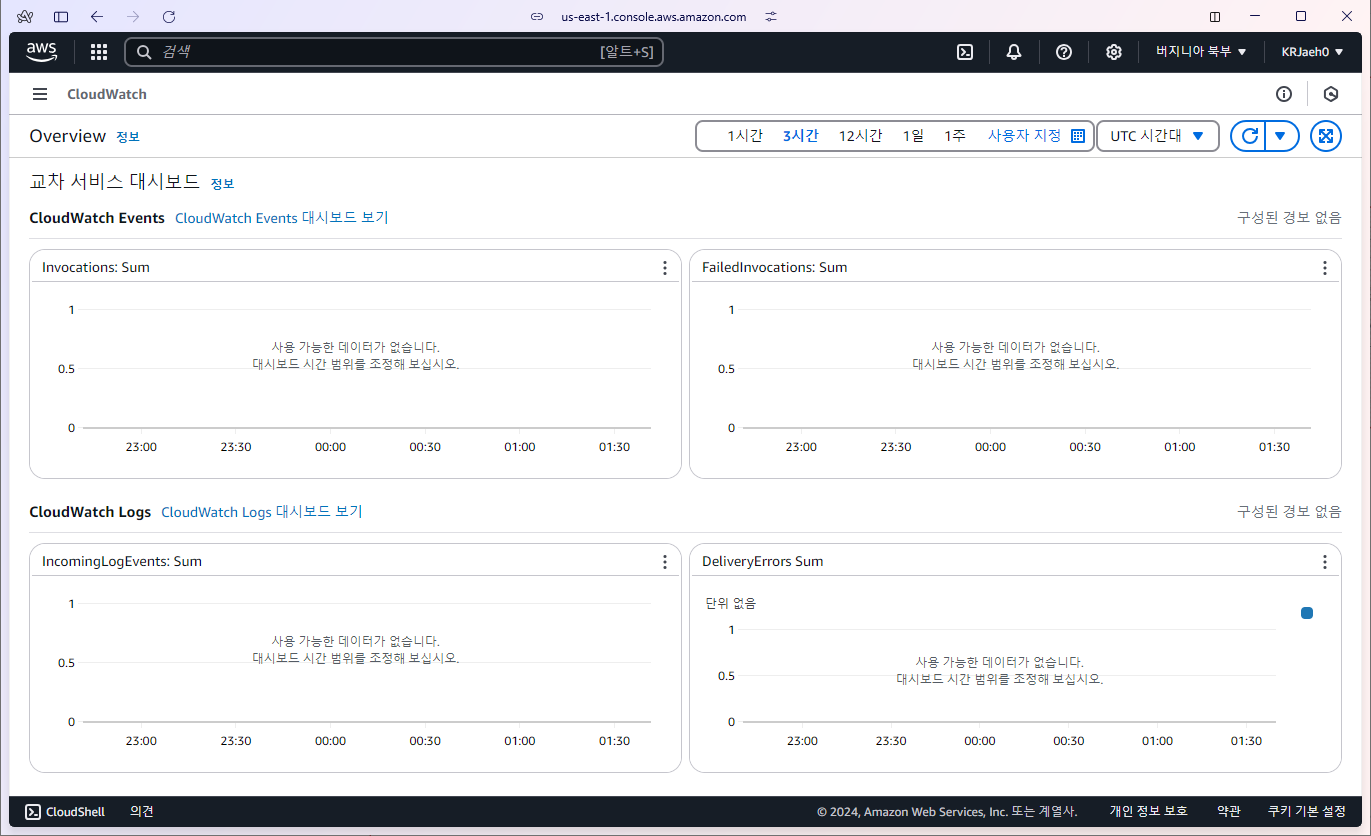 us-east-1.console.aws.amazon.com
aws
검색
[알트+S]
버지니아 북부
KRJaeh0
CloudWatch
Overview 정보
1시간 3시간 12시간 1일 1주 사용자 지정
UTC 시간대
교차 서비스 대시보드 정보
CloudWatch Events CloudWatch Events 대시보드 보기
구성된 경보 없음
Invocations: Sum
1
사용 가능한 데이터가 없습니다.
대시보드 시간 범위를 조정해 보십시오.
0.5
0
23:00 23:30 00:00 00:30 01:00 01:30
FailedInvocations: Sum
1
사용 가능한 데이터가 없습니다.
대시보드 시간 범위를 조정해 보십시오.
0.5
0
23:00 23:30 00:00 00:30 01:00 01:30
CloudWatch Logs CloudWatch Logs 대시보드 보기
구성된 경보 없음
IncomingLogEvents: Sum
1
사용 가능한 데이터가 없습니다.
대시보드 시간 범위를 조정해 보십시오.
0.5
0
23:00 23:30 00:00 00:30 01:00 01:30
DeliveryErrors Sum
단위 없음
1
사용 가능한 데이터가 없습니다.
대시보드 시간 범위를 조정해 보십시오.
0.5
0
23:00 23:30 00:00 00:30 01:00 01:30
CloudShell 의견
© 2024, Amazon Web Services, Inc. 또는 계열사.
개인 정보 보호 약관 쿠키 기본 설정